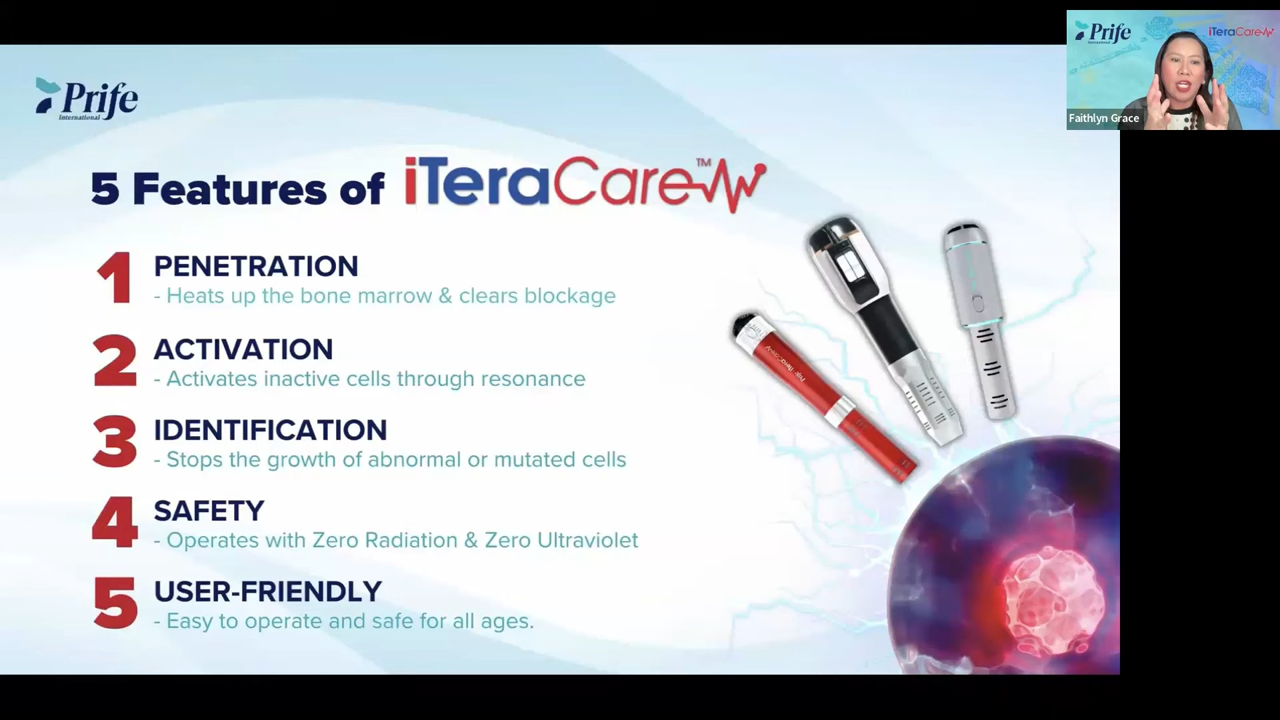 Prife
International
5 Features of iTeraCare™
1 PENETRATION
- Heats up the bone marrow & clears blockage
2 ACTIVATION
- Activates inactive cells through resonance
3 IDENTIFICATION
- Stops the growth of abnormal or mutated cells
4 SAFETY
- Operates with Zero Radiation & Zero Ultraviolet
5 USER-FRIENDLY
- Easy to operate and safe for all ages.
Prife
International
iTeraCare
Faithlyn Grace